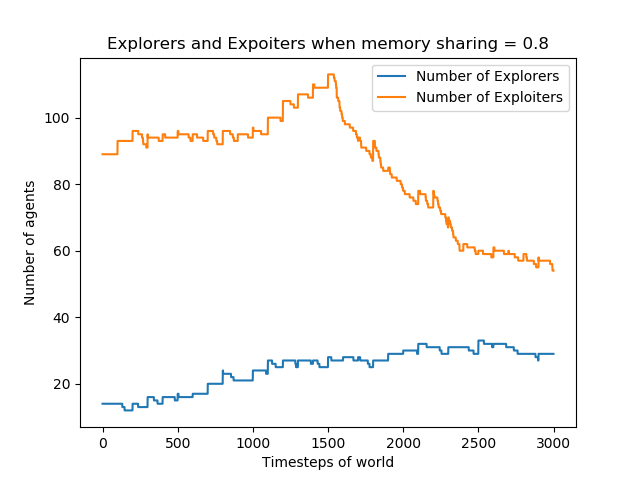 Explorers and Expoiters when memory sharing = 0.8
Number of Explorers
Number of Exploiters
Number of agents
100
80
60
40
20
0 500 1000 1500 2000 2500 3000
Timesteps of world